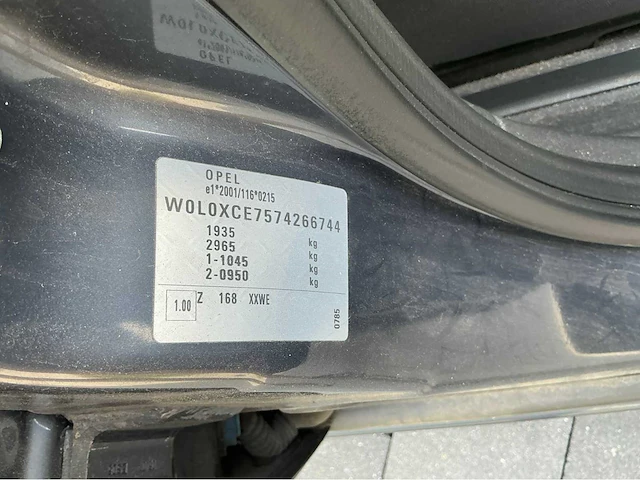 OPEL
e1*2001/116*0215
W0L0XCE7574266744
1935 kg
2965 kg
1-1045 kg
2-0950 kg
1.00 Z 168 XXWE
0785